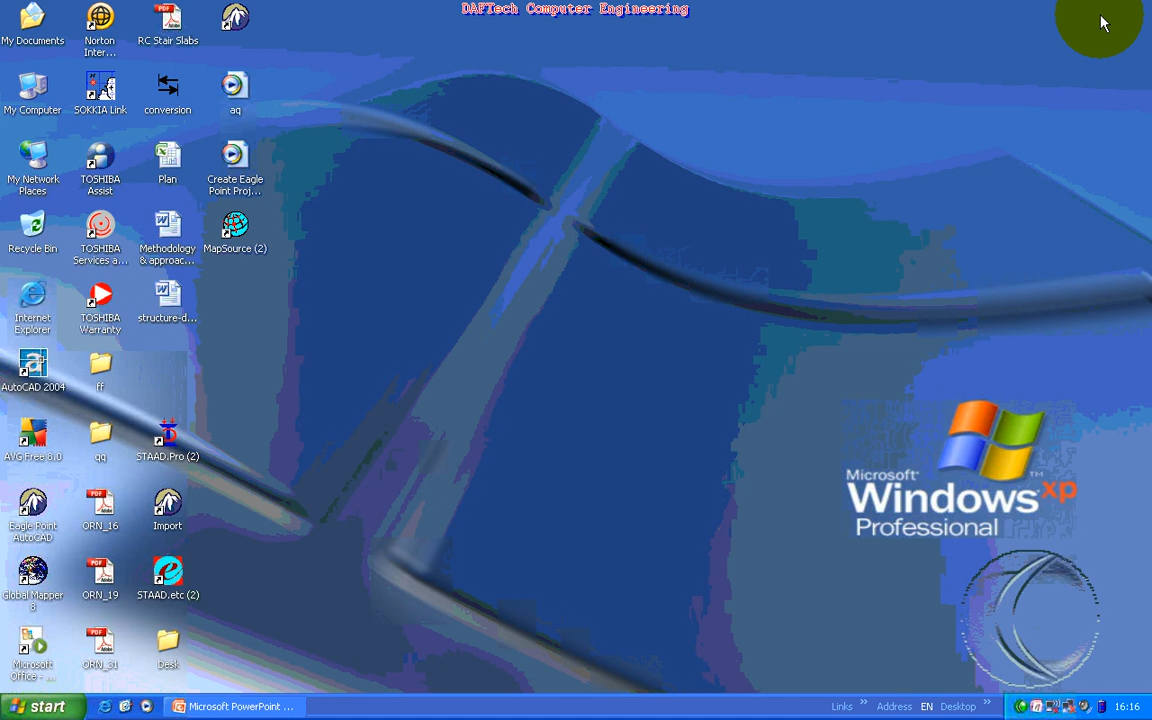 DAFTech Computer Engineering
My Documents
Norton
Inter...
RC Stair Slabs
My Computer
SOKKIA Link
conversion
aq
My Network
Places
TOSHIBA
Assist
Plan
Create Eagle
Point Proj...
Recycle Bin
TOSHIBA
Services a...
Methodology
& approac...
MapSource (2)
Internet
Explorer
TOSHIBA
Warranty
structure-d...
AutoCAD 2004
ff
AVG Free 8.0
qq
STAAD.Pro (2)
Eagle Point
AutoCAD
ORN_16
Import
Global Mapper
8
ORN_19
STAAD.etc (2)
Microsoft
Office - ...
ORN_31
Desk
Microsoft®
Windows xp
Professional
start
Microsoft PowerPoint ...
Links
Address
EN
Desktop
16:16